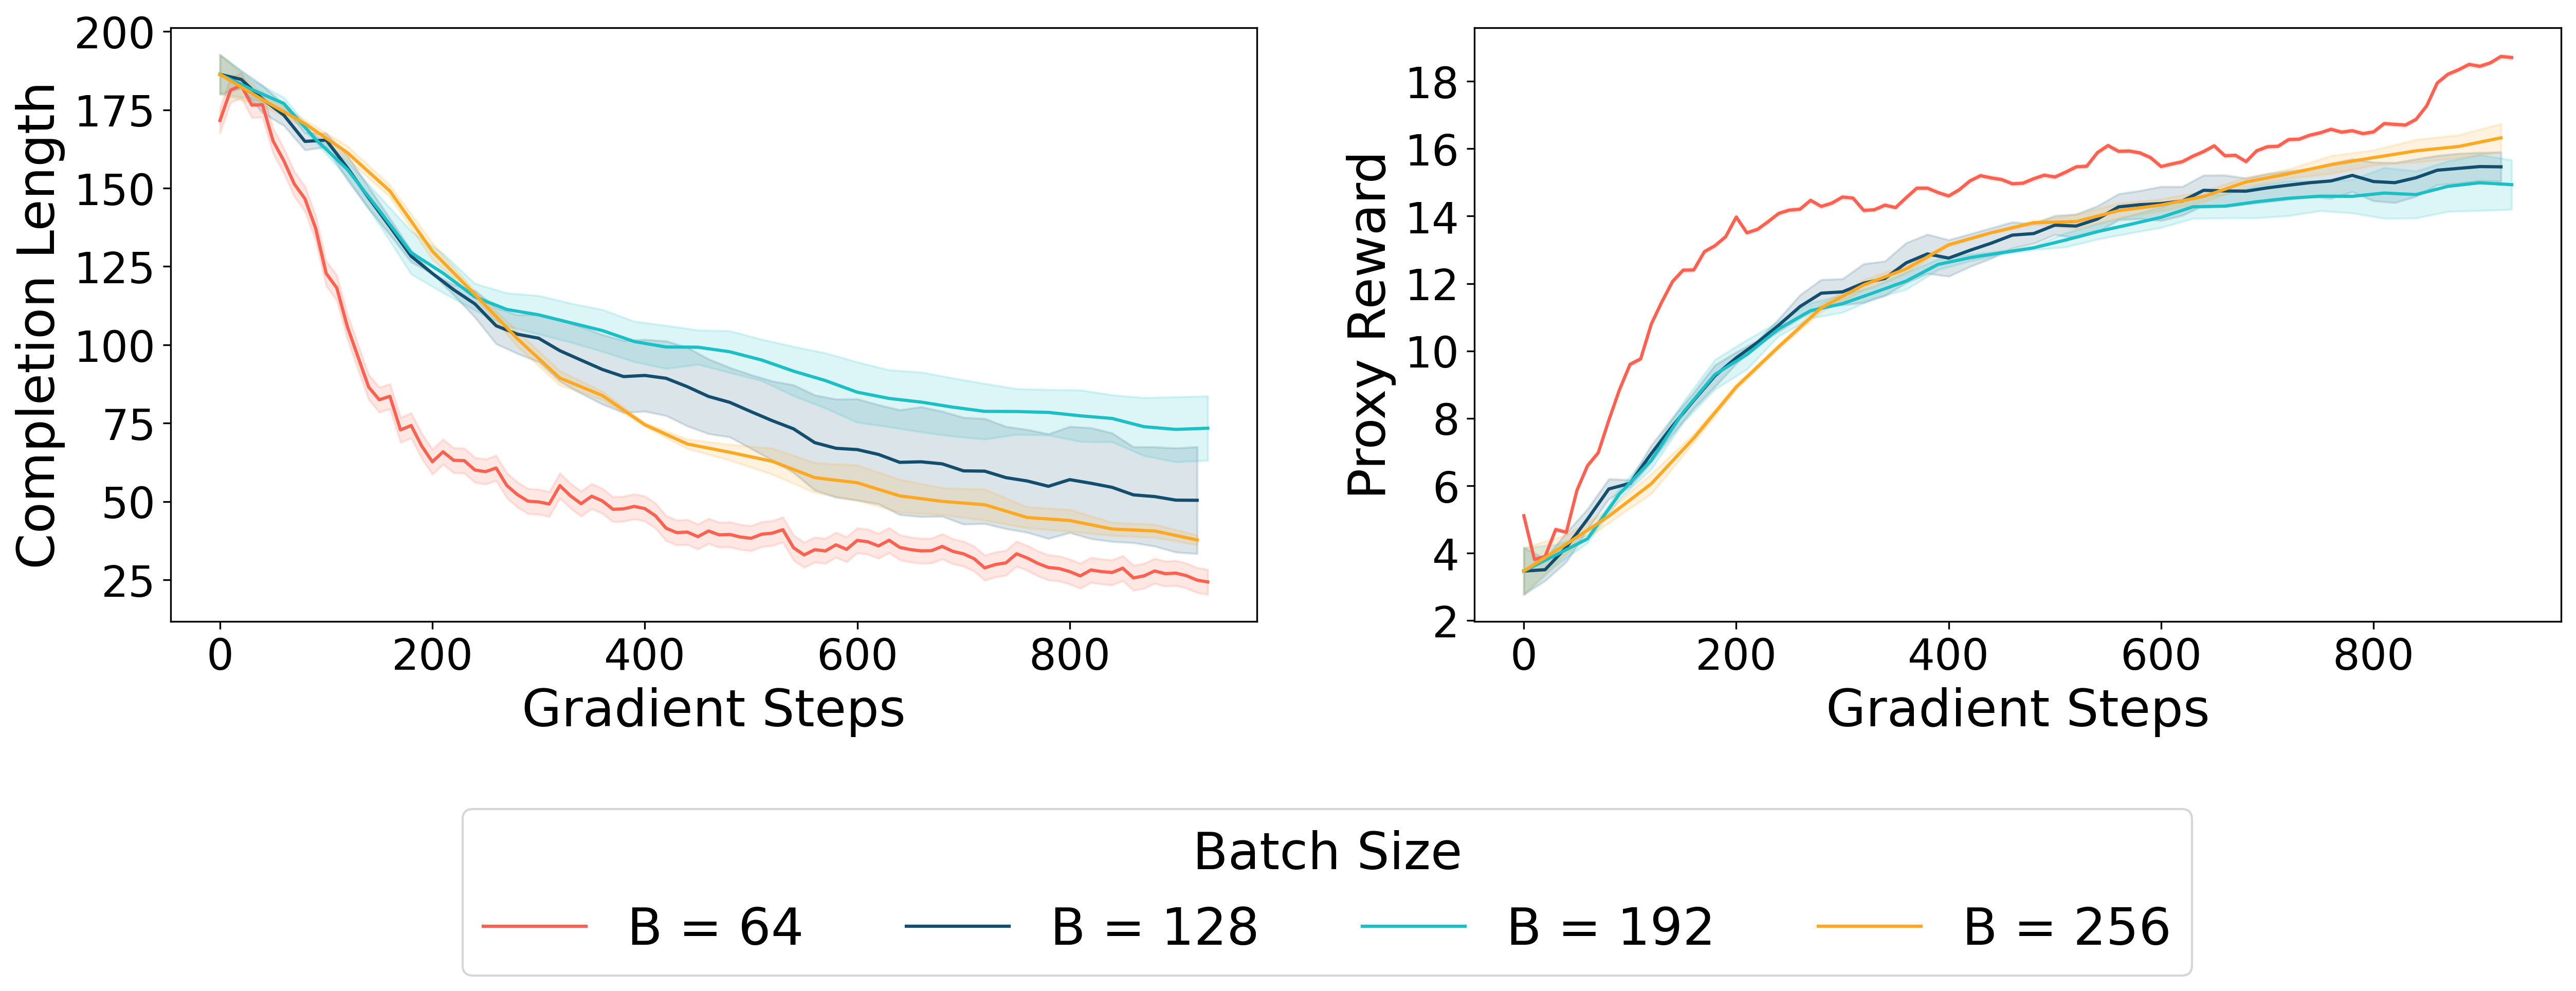 Completion Length
200
175
150
125
100
75
50
25
0 200 400 600 800
Gradient Steps
Proxy Reward
18
16
14
12
10
8
6
4
2
0 200 400 600 800
Gradient Steps
Batch Size
B = 64 B = 128 B = 192 B = 256